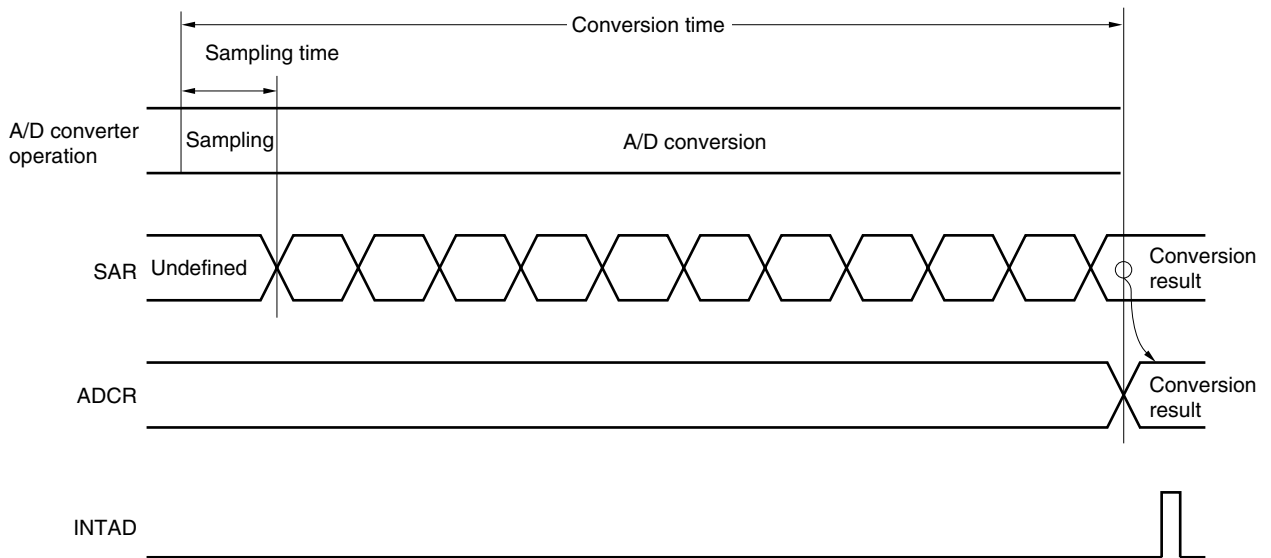 Conversion time
Sampling time
A/D converter
operation
Sampling
A/D conversion
SAR
Undefined
Conversion
result
ADCR
Conversion
result
INTAD